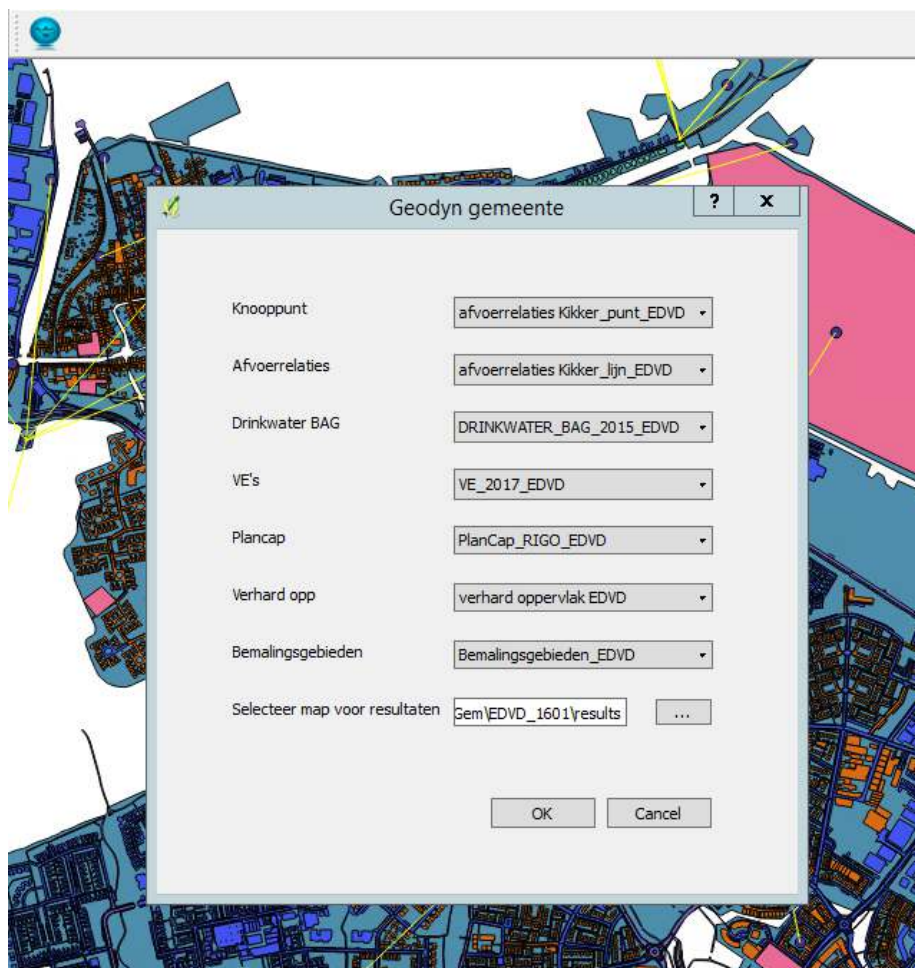 Geodyn gemeente
? x
Knooppunt afvoerrelaties Kikker_punt_EDVD
Afvoerrelaties afvoerrelaties Kikker_lijn_EDVD
Drinkwater BAG DRINKWATER_BAG_2015_EDVD
VE's VE_2017_EDVD
Plancap PlanCap_RIGO_EDVD
Verhard opp verhard oppervlak EDVD
Bemalingsgebieden Bemalingsgebieden_EDVD
Selecteer map voor resultaten Gem\EDVD_1601\results ...
OK Cancel